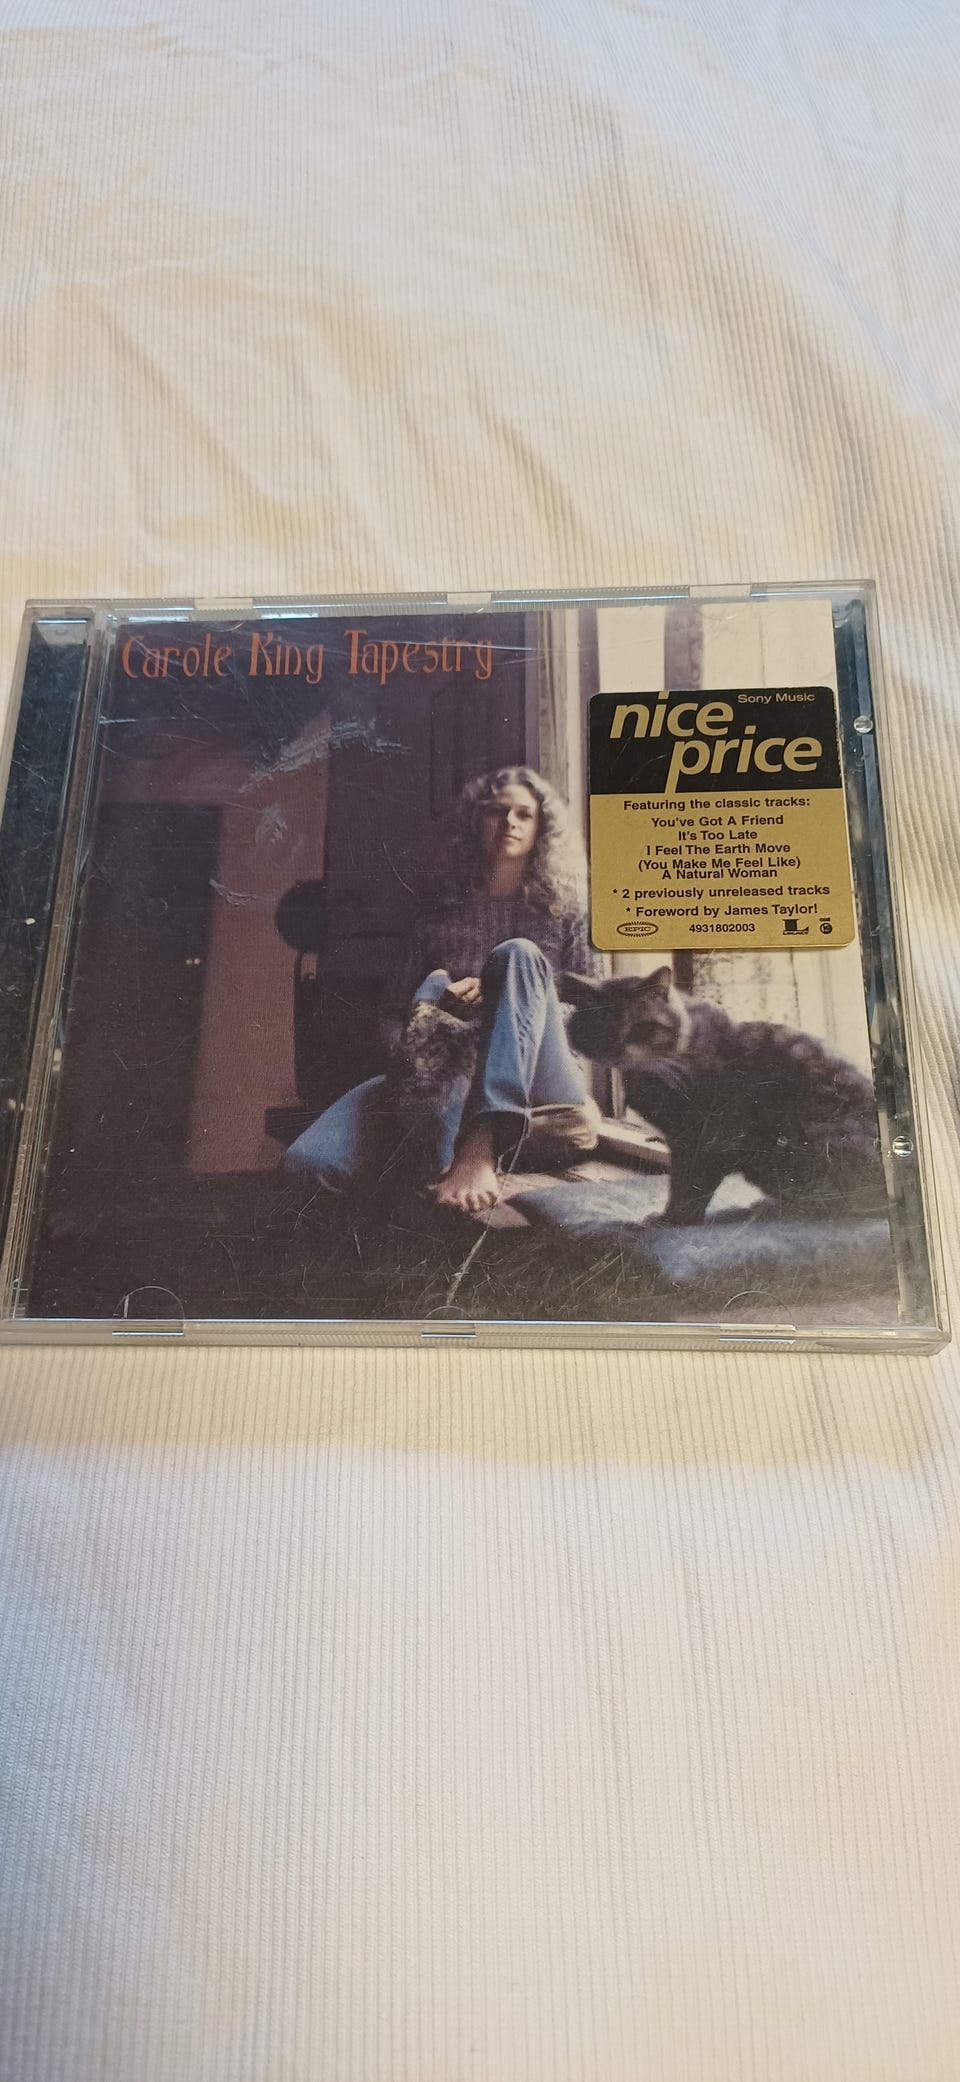 Carole King Tapestry
Sony Music
nice
price
Featuring the classic tracks:
You've Got A Friend
It's Too Late
I Feel The Earth Move
(You Make Me Feel Like)
A Natural Woman
* 2 previously unreleased tracks
* Foreword by James Taylor!
EPIC 4931802003 L LEGACY